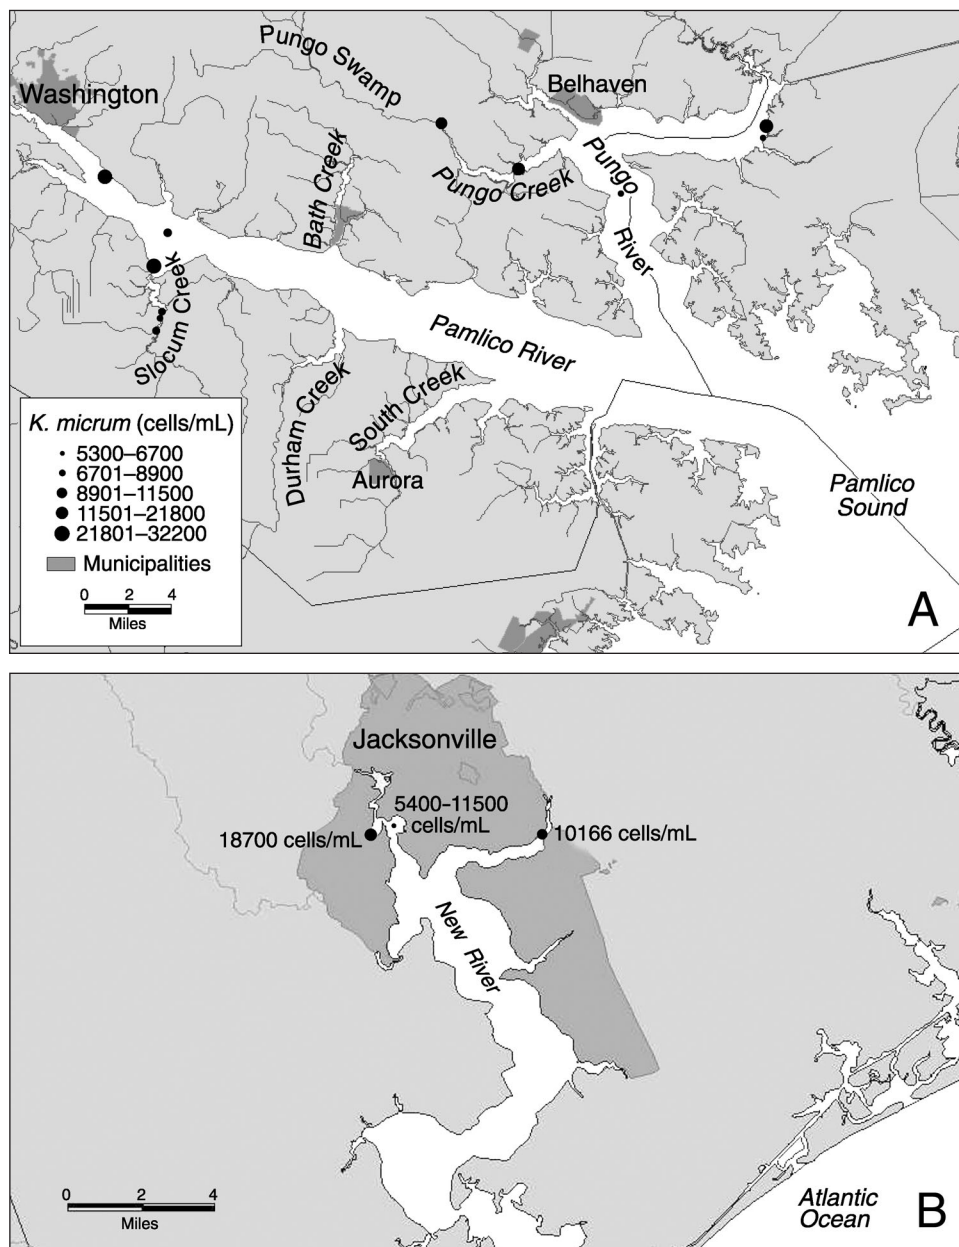 Pungo Swamp
Washington
Belhaven
Bath Creek
Pungo Creek
Pungo
River
Slocum Creek
Pamlico River
Durham Creek
South Creek
Aurora
Pamlico
Sound
K. micrum (cells/mL)
5300–6700
6701–8900
8901–11500
11501–21800
21801–32200
Municipalities
0 2 4
Miles
A
Jacksonville
5400-11500
cells/mL
18700 cells/mL
10166 cells/mL
New River
0 2 4
Miles
Atlantic
Ocean
B